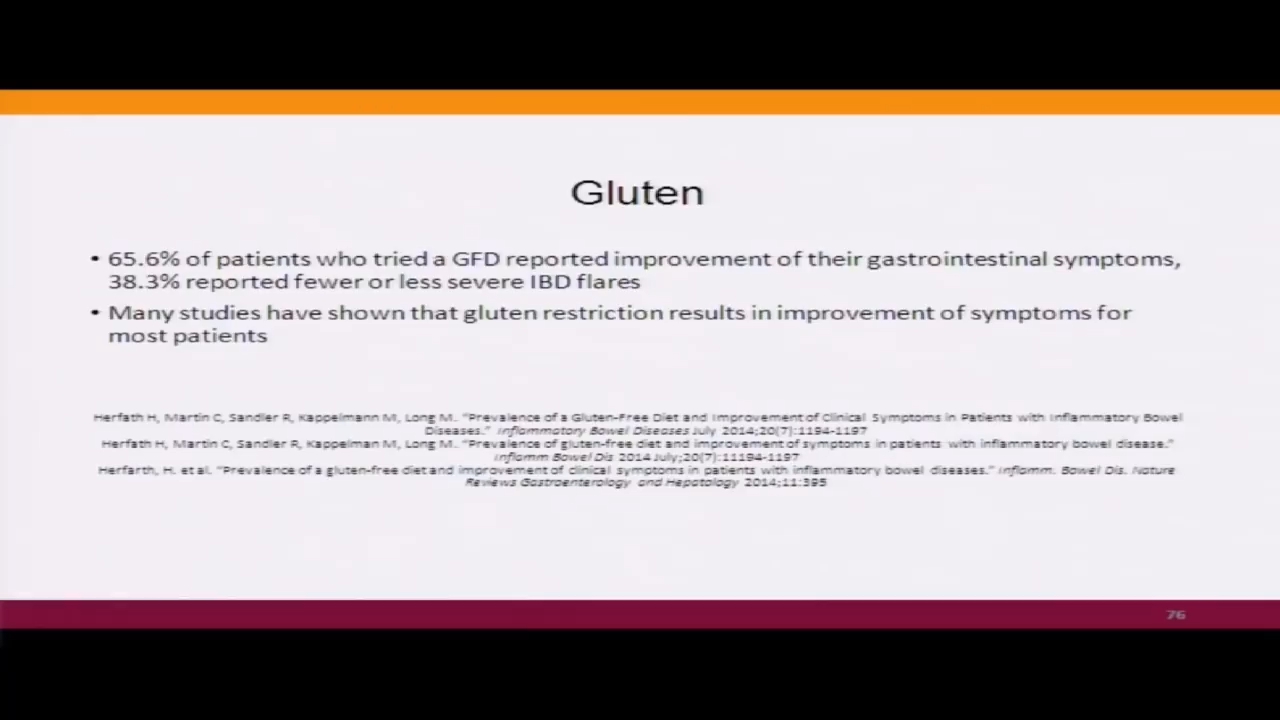 Gluten
• 65.6% of patients who tried a GFD reported improvement of their gastrointestinal symptoms,
38.3% reported fewer or less severe IBD flares
• Many studies have shown that gluten restriction results in improvement of symptoms for
most patients
Herfath H, Martin C, Sandler R, Kappelmann M, Long M. "Prevalence of a Gluten-Free Diet and Improvement of Clinical Symptoms in Patients with Inflammatory Bowel
Diseases." Inflammatory Bowel Diseases July 2014;20(7):1194-1197
Herfath H, Martin C, Sandler R, Kappelman M, Long M. "Prevalence of gluten-free diet and improvement of symptoms in patients with inflammatory bowel disease."
Inflamm Bowel Dis 2014 July;20(7):11194-1197
Herfarth, H. et al. "Prevalence of a gluten-free diet and improvement of clinical symptoms in patients with inflammatory bowel diseases." Inflamm. Bowel Dis. Nature
Reviews Gastroenterology and Hepatology 2014;11:395
76